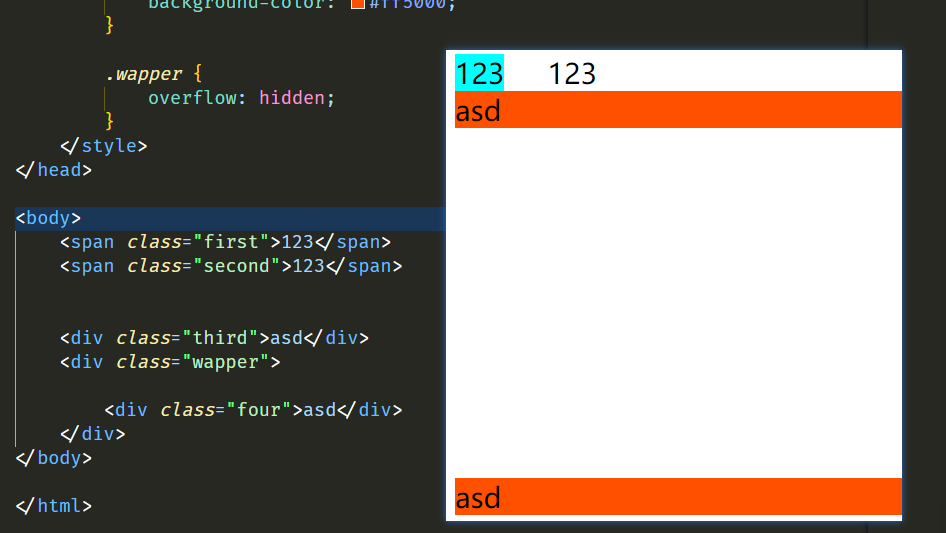 background-color: #ff5000;
}
.wapper {
overflow: hidden;
}
</style>
</head>
<body>
<span class="first">123</span>
<span class="second">123</span>
<div class="third">asd</div>
<div class="wapper">
<div class="four">asd</div>
</div>
</body>
</html>
123 123
asd
asd